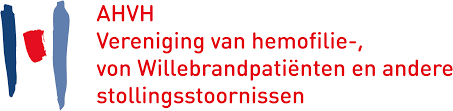 AHVH
Vereniging van hemofilie-,
von Willebrandpatiënten en andere
stollingsstoornissen